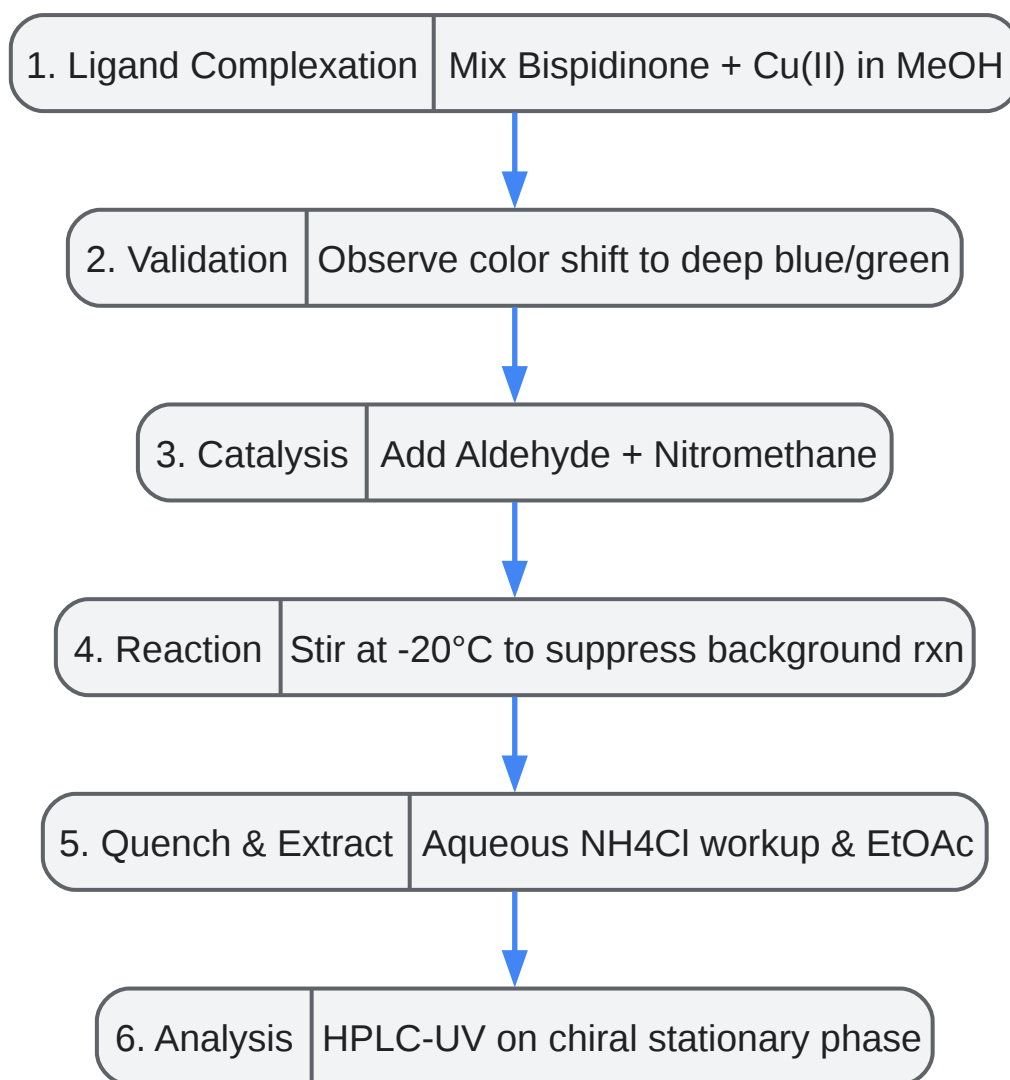 1. Ligand Complexation Mix Bispidinone + Cu(II) in MeOH
2. Validation Observe color shift to deep blue/green
3. Catalysis Add Aldehyde + Nitromethane
4. Reaction Stir at -20°C to suppress background rxn
5. Quench & Extract Aqueous NH4Cl workup & EtOAc
6. Analysis HPLC-UV on chiral stationary phase